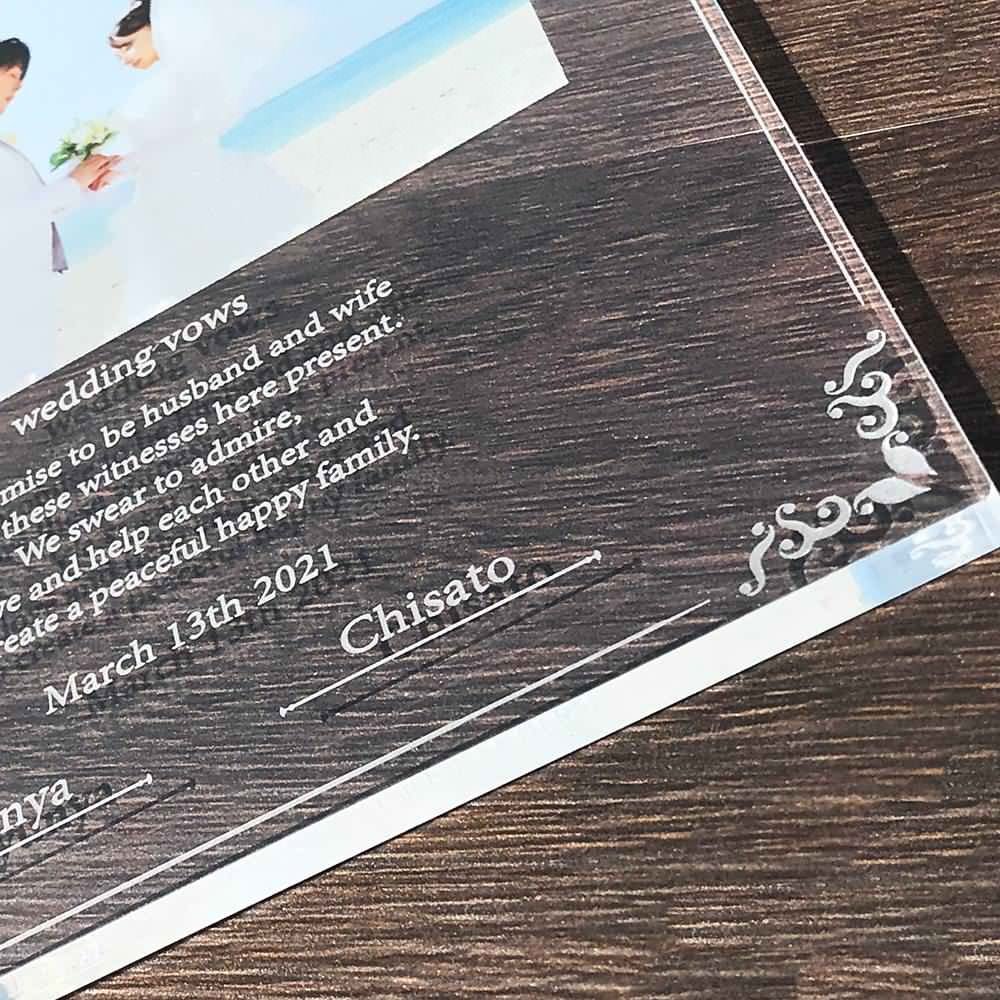 wedding vows
mise to be husband and wife
these witnesses here present.
We swear to admire,
ve and help each other and
reate a peaceful happy family.
March 13th 2021
Chisato
nya